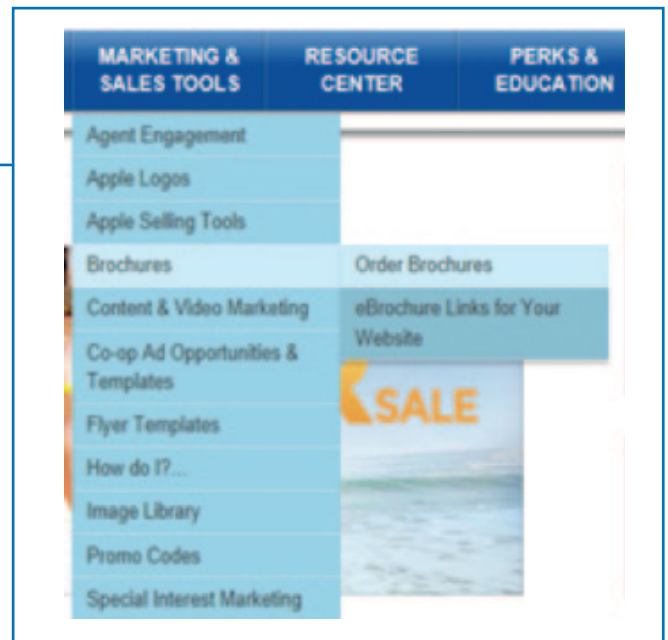 MARKETING &
SALES TOOLS
RESOURCE
CENTER
PERKS &
EDUCATION
Agent Engagement
Apple Logos
Apple Selling Tools
Brochures
Order Brochures
Content & Video Marketing
eBrochure Links for Your
Website
Co-op Ad Opportunities &
Templates
Flyer Templates
How do I?...
Image Library
Promo Codes
Special Interest Marketing
SALE